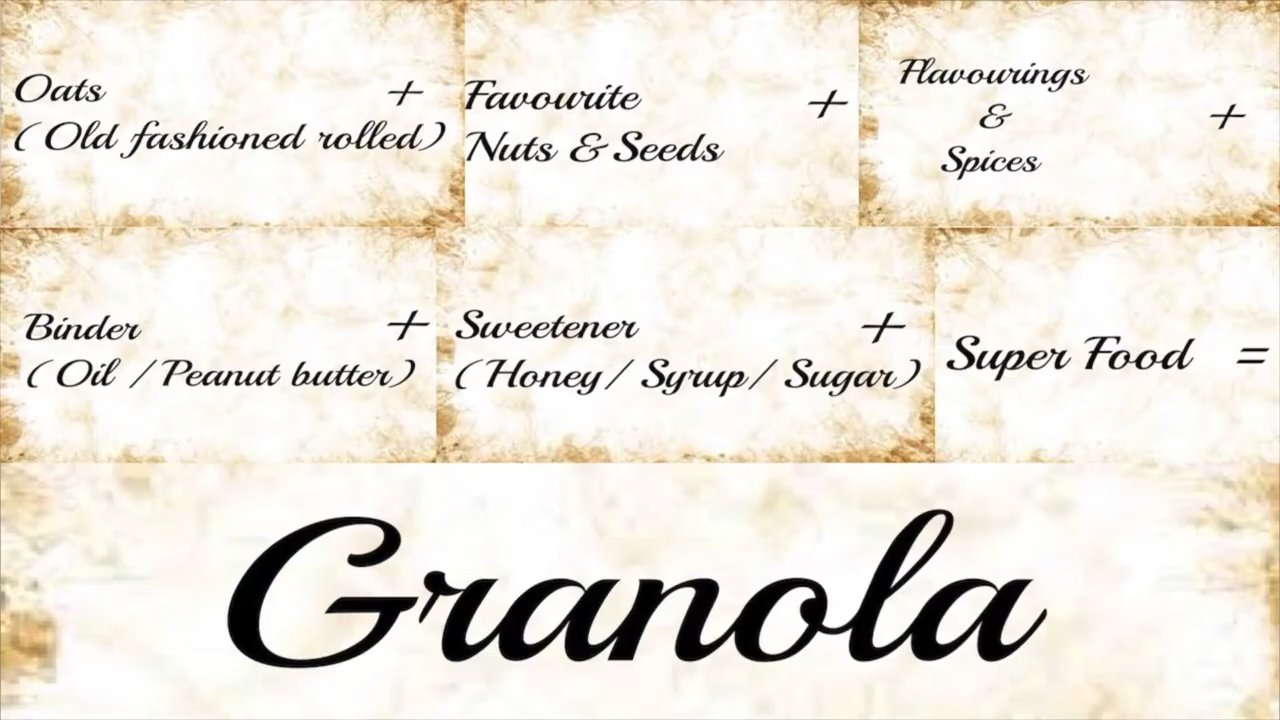 Oats +
( Old fashioned rolled)
Favourite +
Nuts & Seeds
Flavourings
& +
Spices
Binder +
( Oil / Peanut butter)
Sweetener +
( Honey/ Syrup/ Sugar)
Super Food =
Granola